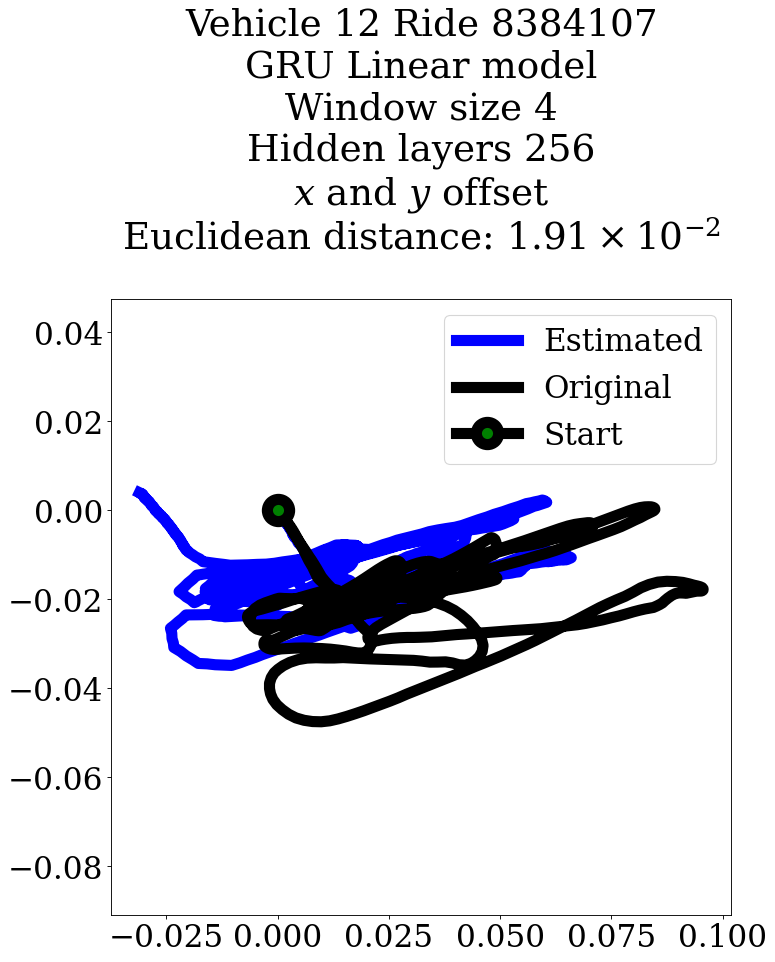 Vehicle 12 Ride 8384107
GRU Linear model
Window size 4
Hidden layers 256
x and y offset
Euclidean distance: 1.91 × 10⁻²
Estimated
Original
Start
0.04
0.02
0.00
−0.02
−0.04
−0.06
−0.08
−0.025 0.000 0.025 0.050 0.075 0.100